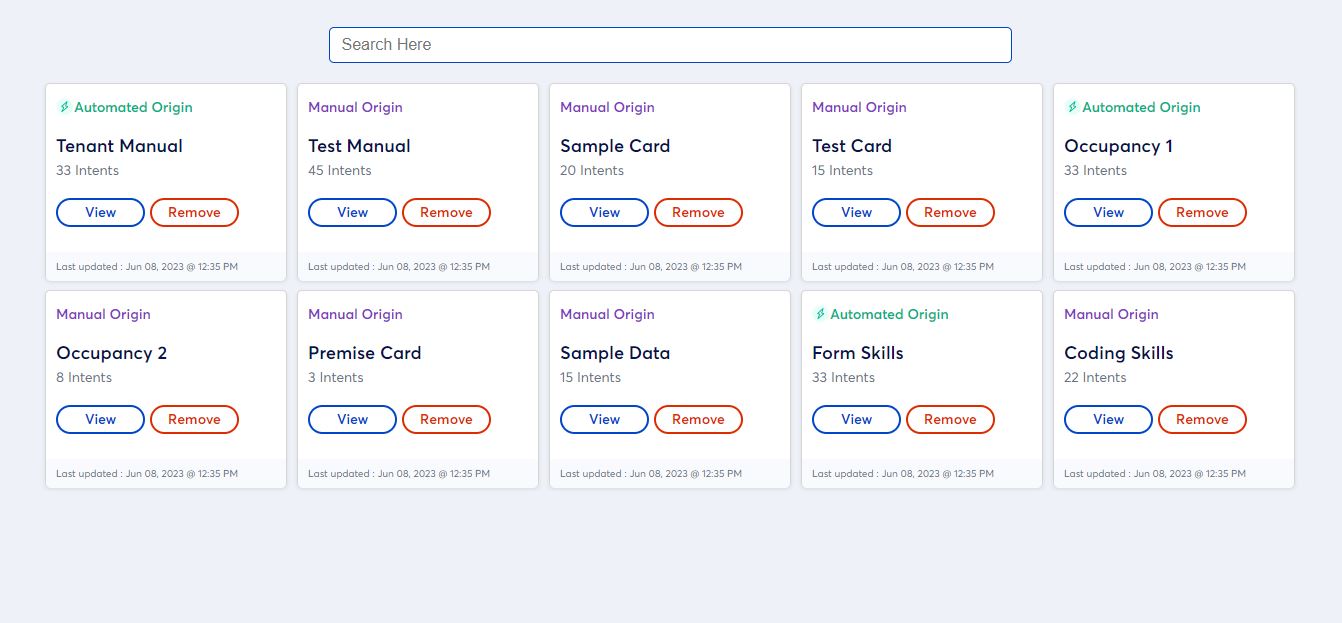 Search Here
Automated Origin
Tenant Manual
33 Intents
View Remove
Last updated : Jun 08, 2023 @ 12:35 PM
Manual Origin
Test Manual
45 Intents
View Remove
Last updated : Jun 08, 2023 @ 12:35 PM
Manual Origin
Sample Card
20 Intents
View Remove
Last updated : Jun 08, 2023 @ 12:35 PM
Manual Origin
Test Card
15 Intents
View Remove
Last updated : Jun 08, 2023 @ 12:35 PM
Automated Origin
Occupancy 1
33 Intents
View Remove
Last updated : Jun 08, 2023 @ 12:35 PM
Manual Origin
Occupancy 2
8 Intents
View Remove
Last updated : Jun 08, 2023 @ 12:35 PM
Manual Origin
Premise Card
3 Intents
View Remove
Last updated : Jun 08, 2023 @ 12:35 PM
Manual Origin
Sample Data
15 Intents
View Remove
Last updated : Jun 08, 2023 @ 12:35 PM
Automated Origin
Form Skills
33 Intents
View Remove
Last updated : Jun 08, 2023 @ 12:35 PM
Manual Origin
Coding Skills
22 Intents
View Remove
Last updated : Jun 08, 2023 @ 12:35 PM